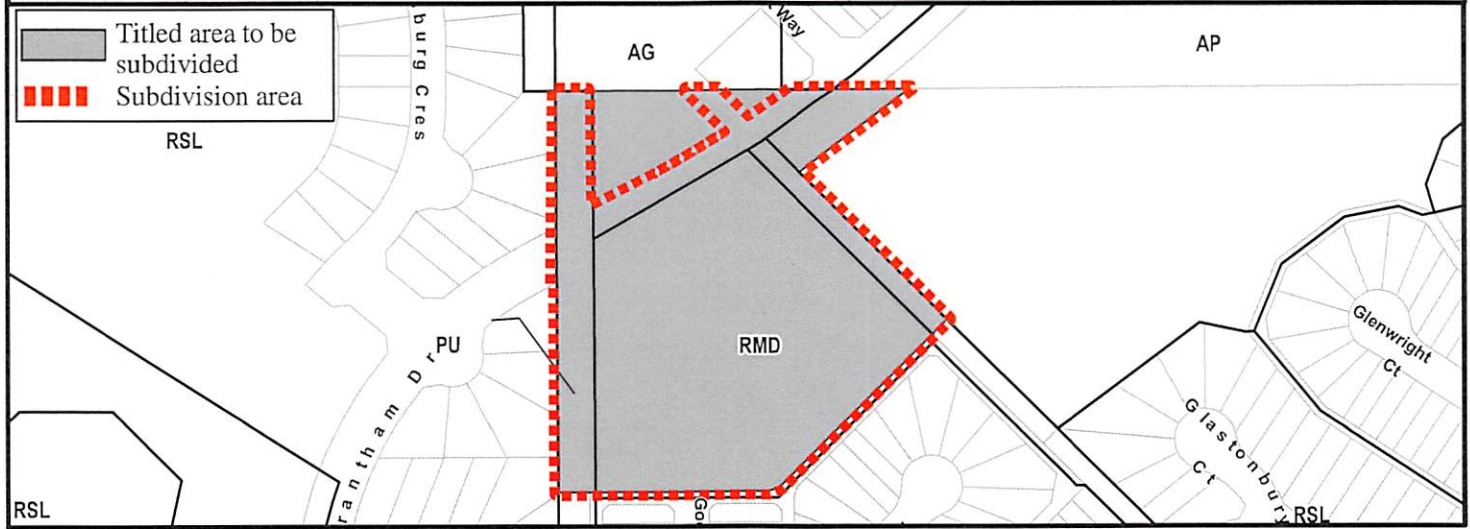 Titled area to be
subdivided
Subdivision area
RSL
burg Cres
AG
Way
AP
PU
rantham Dr
RMD
Glenwright
Ct
Glastonbury
Ct
RSL
Go
RSL